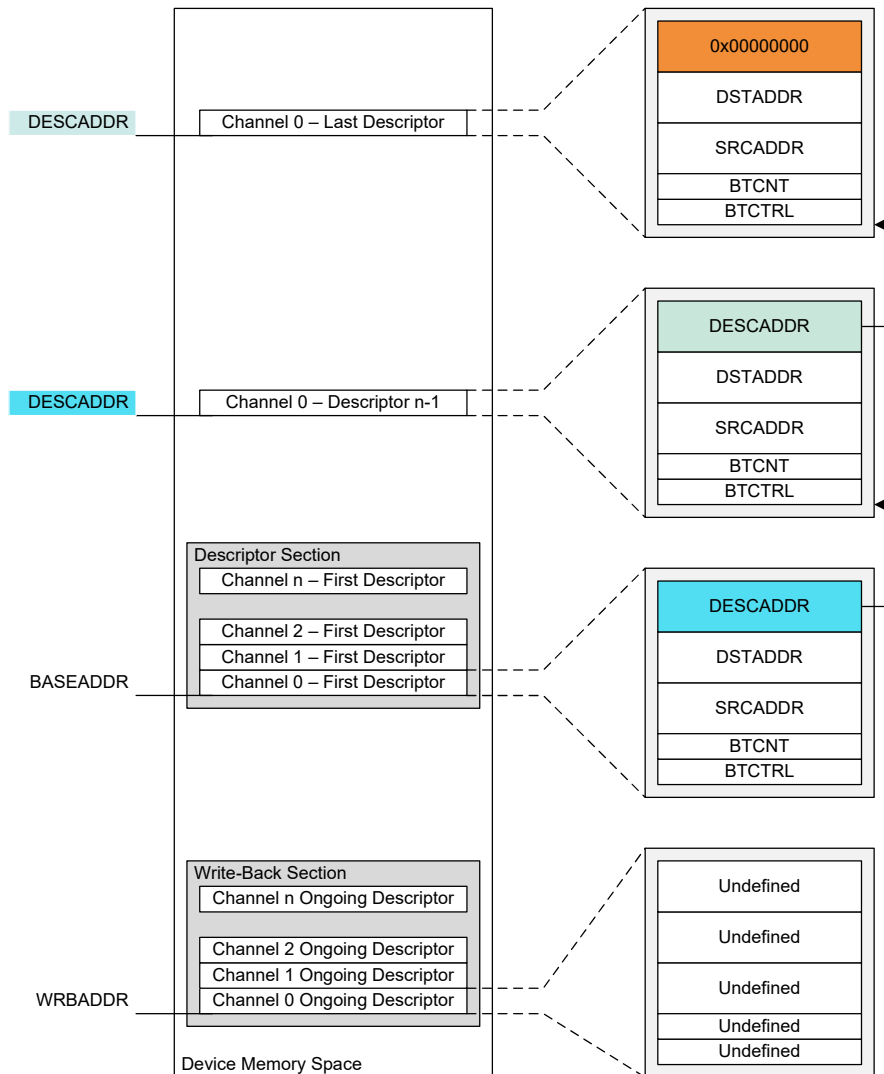 0x00000000
DESCADDR
Channel 0 – Last Descriptor
DSTADDR
SRCADDR
BTCNT
BTCTRL
DESCADDR
DESCADDR
Channel 0 – Descriptor n-1
DSTADDR
SRCADDR
BTCNT
BTCTRL
Descriptor Section
Channel n – First Descriptor
DESCADDR
Channel 2 – First Descriptor
Channel 1 – First Descriptor
DSTADDR
BASEADDR
Channel 0 – First Descriptor
SRCADDR
BTCNT
BTCTRL
Write-Back Section
Channel n Ongoing Descriptor
Undefined
Channel 2 Ongoing Descriptor
Undefined
Channel 1 Ongoing Descriptor
Undefined
WRBADDR
Channel 0 Ongoing Descriptor
Undefined
Undefined
Device Memory Space